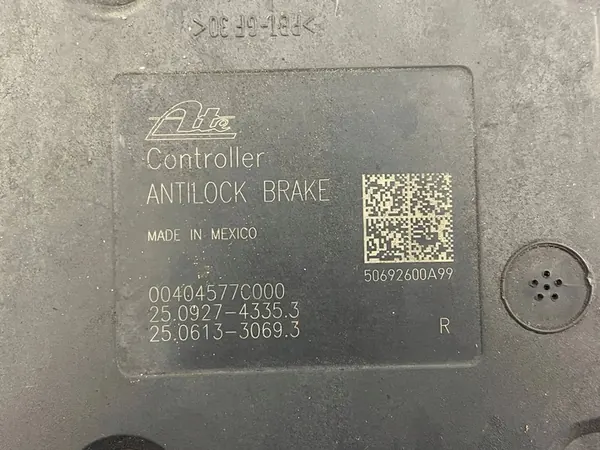 >PBT-GF30<
Ate
Controller
ANTILOCK BRAKE
MADE IN MEXICO
50692600A99
00404577C000
25.0927-4335.3
25.0613-3069.3
R